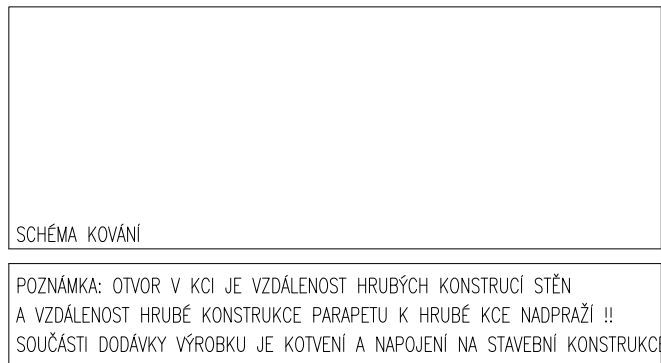 SCHÉMA KOVÁNÍ
POZNÁMKA: OTVOR V KCI JE VZDÁLENOST HRUBÝCH KONSTRUCÍ STĚN
A VZDÁLENOST HRUBÉ KONSTRUKCE PARAPETU K HRUBÉ KCE NADPRAŽÍ !!
SOUČÁSTI DODÁVKY VÝROBKU JE KOTVENÍ A NAPOJENÍ NA STAVEBNÍ KONSTRUKCI